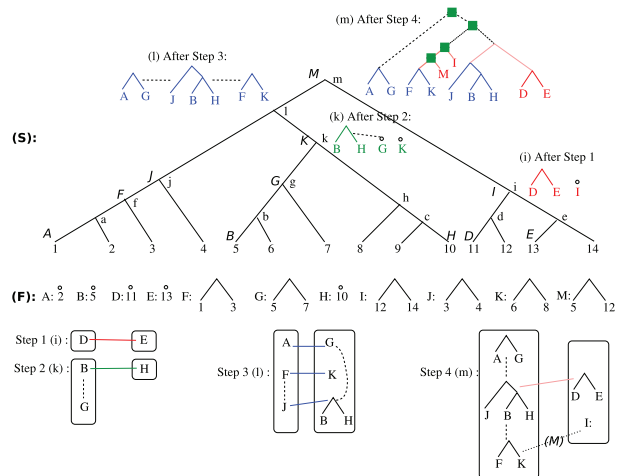 (m) After Step 4:
(l) After Step 3:
I
M
A G J B H F K
A G F K J B H D E
M m
l
(k) After Step 2:
(S):
K k
B H G K
(i) After Step 1
J j
G g
D E I
I i
F f
h
A a
B b
c
H
D d
E e
1 2 3 4 5 6 7 8 9 10 11 12 13 14
(F): A: 2 B: 5 D: 11 E: 13 F: 1 3 G: 5 7 H: 10 I: 12 14 J: 3 4 K: 6 8 M: 5 12
Step 1 (i) : D E
Step 2 (k) : B H
G
Step 3 (l) :
A G
F K
J
B H
Step 4 (m) :
A G
J B H
D E
I:
(M)
F K